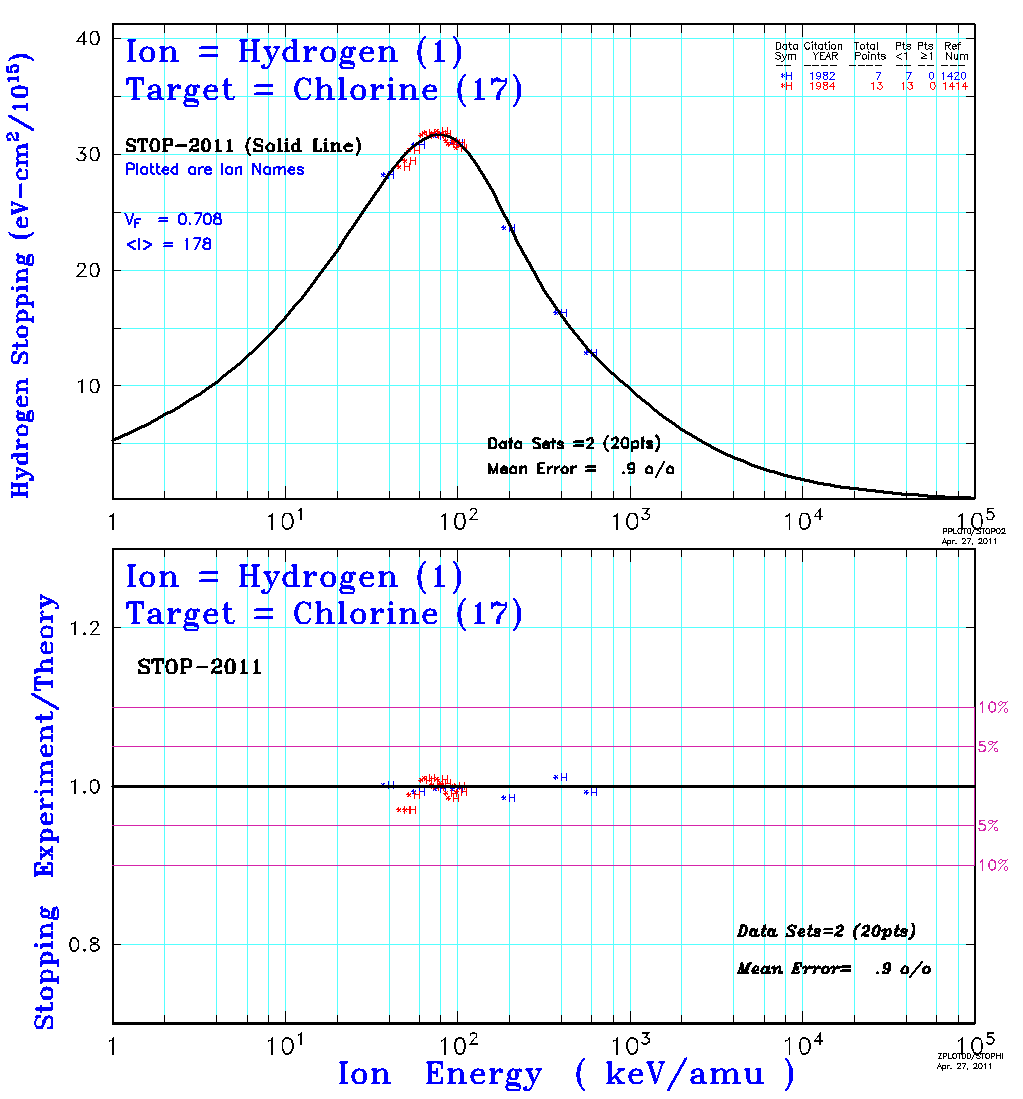 Ion = Hydrogen (1)
Target = Chlorine (17)
STOP-2011 (Solid Line)
Plotted are Ion Names
VF = 0.708
<I> = 178
Data Citation Total Pts Pts Ref
Sym YEAR Points <1 ≥1 Num
*H 1982 7 7 0 1420
*H 1984 13 13 0 1414
Hydrogen Stopping (eV-cm²/10¹⁵)
40
30
20
10
Data Sets =2 (20pts)
Mean Error = .9 o/o
1 10¹ 10² 10³ 10⁴ 10⁵
PPLOTQ/STOPO2
Apr. 27, 2011
Ion = Hydrogen (1)
Target = Chlorine (17)
STOP-2011
Stopping Experiment/Theory
1.2
1.0
0.8
10%
5%
5%
10%
Data Sets=2 (20pts)
Mean Error= .9 o/o
1 10¹ 10² 10³ 10⁴ 10⁵
Ion Energy ( keV/amu )
Apr. 27, 2011